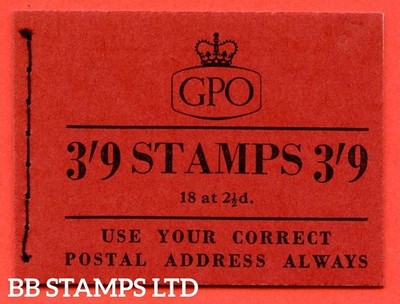 GPO
3'9 STAMPS 3'9
18 at 2½d.
USE YOUR CORRECT
POSTAL ADDRESS ALWAYS
BB STAMPS LTD